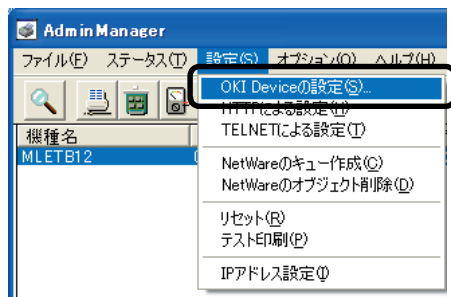 AdminManager
ファイル(F) ステータス(T) 設定(S) オプション(O) ヘルプ(H)
OKI Deviceの設定(S)...
HTTPによる設定(H)
機種名
TELNETによる設定(T)
MLETB12
NetWareのキュー作成(C)
NetWareのオブジェクト削除(D)
リセット(R)
テスト印刷(P)
IPアドレス設定(I)